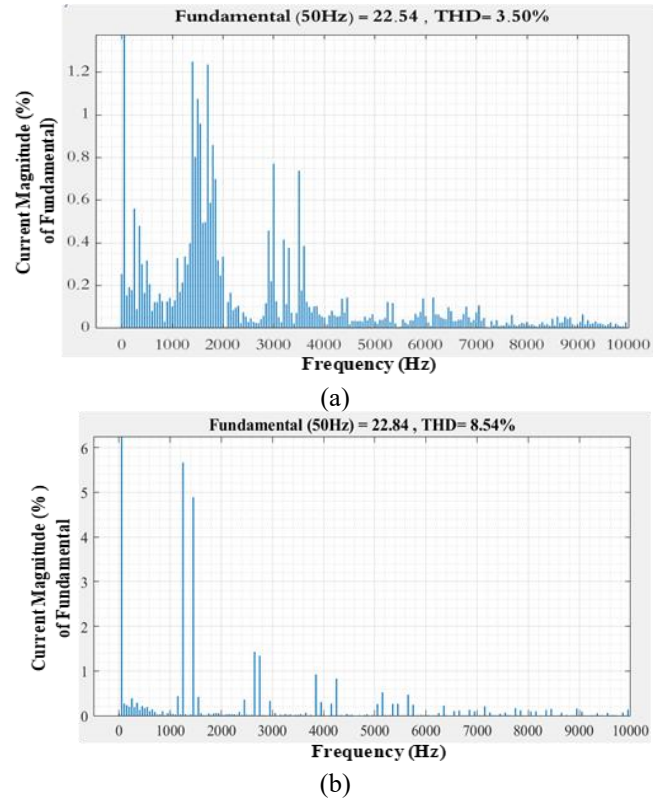 Fundamental (50Hz) = 22.54 , THD= 3.50%
Current Magnitude (%)
of Fundamental)
1.2
1
0.8
0.6
0.4
0.2
0
0 1000 2000 3000 4000 5000 6000 7000 8000 9000 10000
Frequency (Hz)
(a)
Fundamental (50Hz) = 22.84 , THD= 8.54%
Current Magnitude (% )
of Fundamental
6
5
4
3
2
1
0
0 1000 2000 3000 4000 5000 6000 7000 8000 9000 10000
Frequency (Hz)
(b)